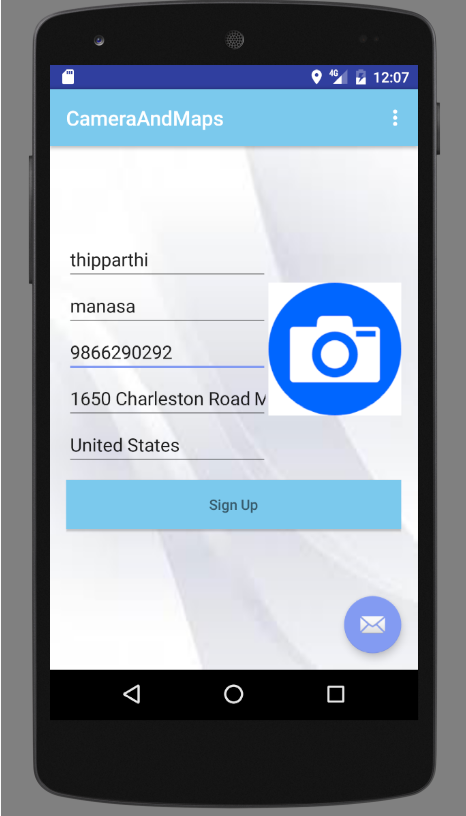 4G 12:07
CameraAndMaps
thipparthi
manasa
9866290292
1650 Charleston Road M
United States
Sign Up